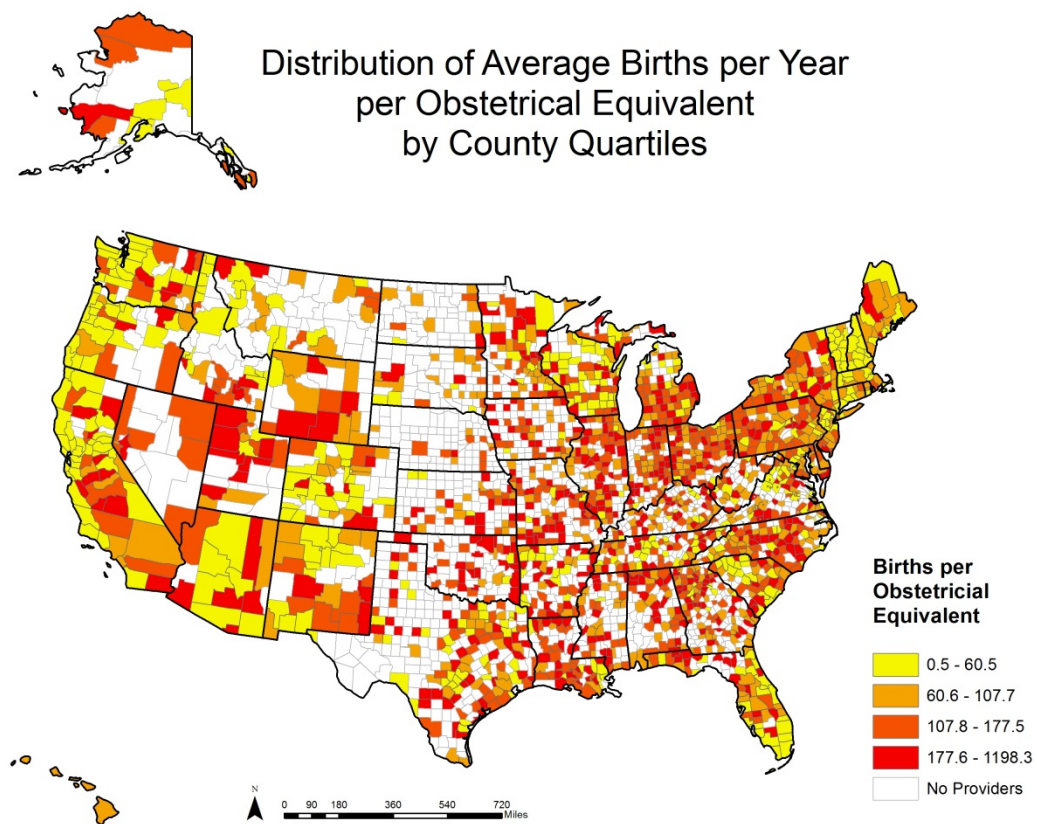 Distribution of Average Births per Year
per Obstetrical Equivalent
by County Quartiles
Births per
Obstetricial
Equivalent
0.5 - 60.5
60.6 - 107.7
107.8 - 177.5
177.6 - 1198.3
No Providers
N
0 90 180 360 540 720
Miles